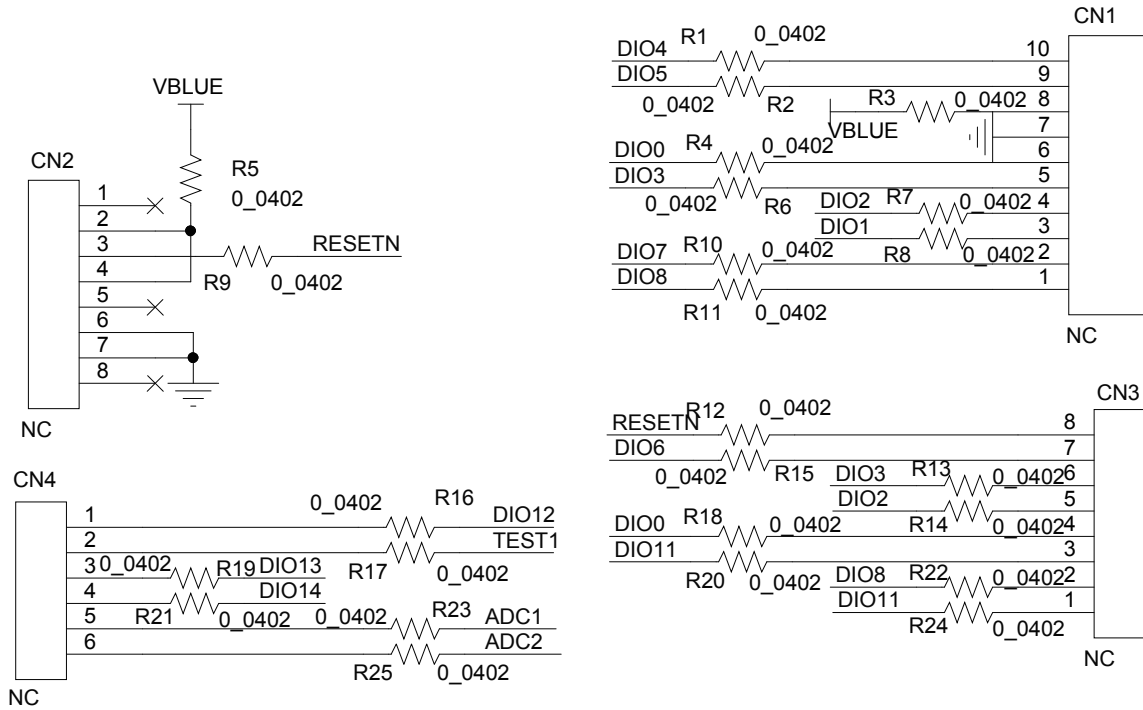 VBLUE
CN2
R5
0_0402
1
2
3
4
5
6
7
8
RESETN
R9
0_0402
NC
CN1
DIO4
R1
0_0402
10
DIO5
0_0402
R2
9
R3
0_0402
8
VBLUE
7
DIO0
R4
0_0402
6
DIO3
0_0402
R6
5
DIO2
R7
0_0402
4
DIO1
R8
0_0402
3
DIO7
R10
0_0402
2
DIO8
R11
0_0402
1
NC
CN3
RESETN
R12
0_0402
8
DIO6
0_0402
R15
7
DIO3
R13
0_0402
6
DIO2
R14
0_0402
5
DIO0
R18
0_0402
4
DIO11
R20
0_0402
3
DIO8
R22
0_0402
2
DIO11
R24
0_0402
1
NC
CN4
1
0_0402
R16
DIO12
2
R17
0_0402
TEST1
3
0_0402
R19
DIO13
4
R21
0_0402
DIO14
5
0_0402
R23
ADC1
6
R25
0_0402
ADC2
NC